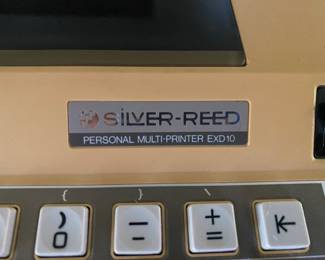 SILVER-REED
PERSONAL MULTI-PRINTER EXD10
{ } \
) _ +
0 - =